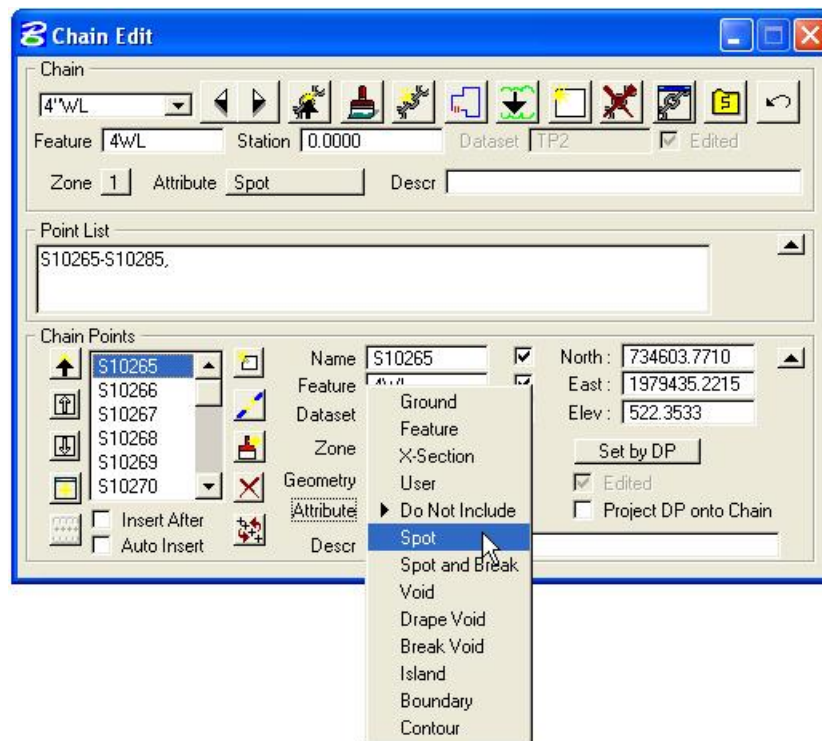 Chain Edit
Chain
4"WL
Feature 4WL Station 0.0000 Dataset TP2 Edited
Zone 1 Attribute Spot Descr
Point List
S10265-S10285,
Chain Points
S10265
S10266
S10267
S10268
S10269
S10270
Insert After
Auto Insert
Name S10265
Feature 4WL
Dataset
Zone
Geometry
Attribute
Descr
Ground
Feature
X-Section
User
Do Not Include
Spot
Spot and Break
Void
Drape Void
Break Void
Island
Boundary
Contour
North : 734603.7710
East : 1979435.2215
Elev : 522.3533
Set by DP
Edited
Project DP onto Chain